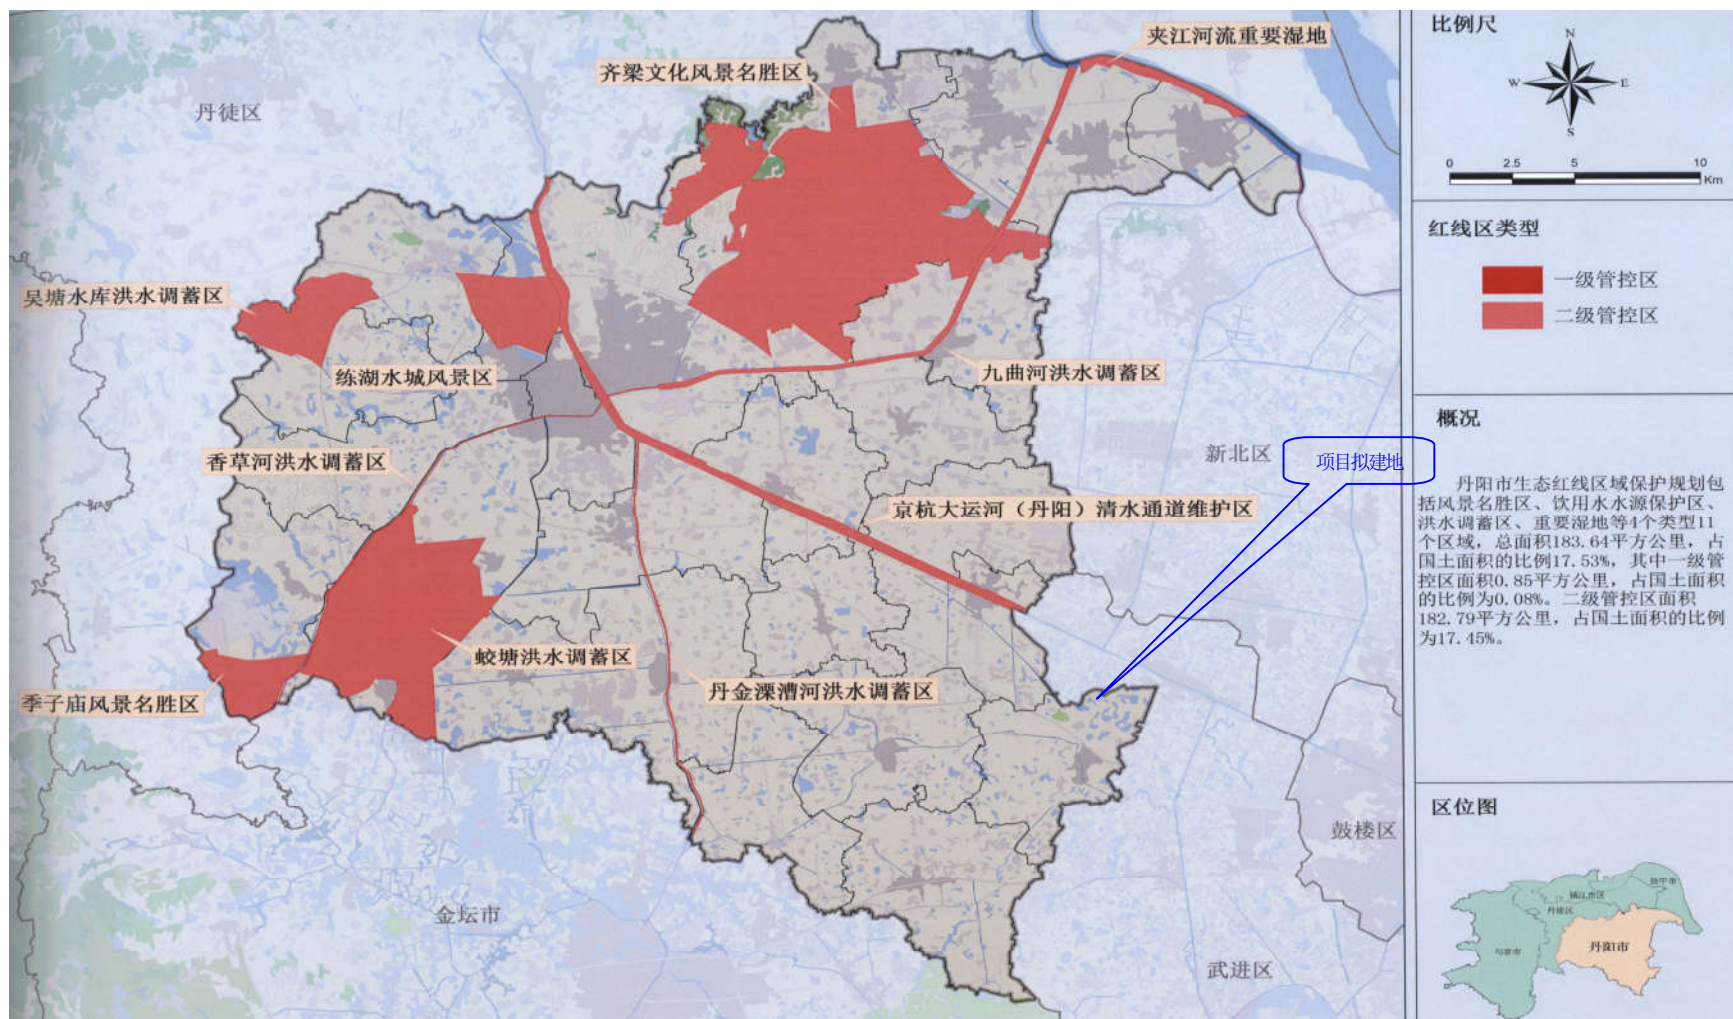 夹江河流重要湿地
齐梁文化风景名胜区
丹徒区
吴塘水库洪水调蓄区
练湖水城风景区
九曲河洪水调蓄区
香草河洪水调蓄区
新北区
项目拟建地
京杭大运河（丹阳）清水通道维护区
蛟塘洪水调蓄区
丹金溧漕河洪水调蓄区
季子庙风景名胜区
鼓楼区
金坛市
武进区
比例尺
N
W
E
S
0 2.5 5 10
Km
红线区类型
一级管控区
二级管控区
概况
丹阳市生态红线区域保护规划包
括风景名胜区、饮用水水源保护区、
洪水调蓄区、重要湿地等4个类型11
个区域，总面积183.64平方公里，占
国土面积的比例17.53%，其中一级管
控区面积0.85平方公里，占国土面积
的比例为0.08%。二级管控区面积
182.79平方公里，占国土面积的比例
为17.45%。
区位图
扬中市
镇江市区
丹徒区
句容市
丹阳市